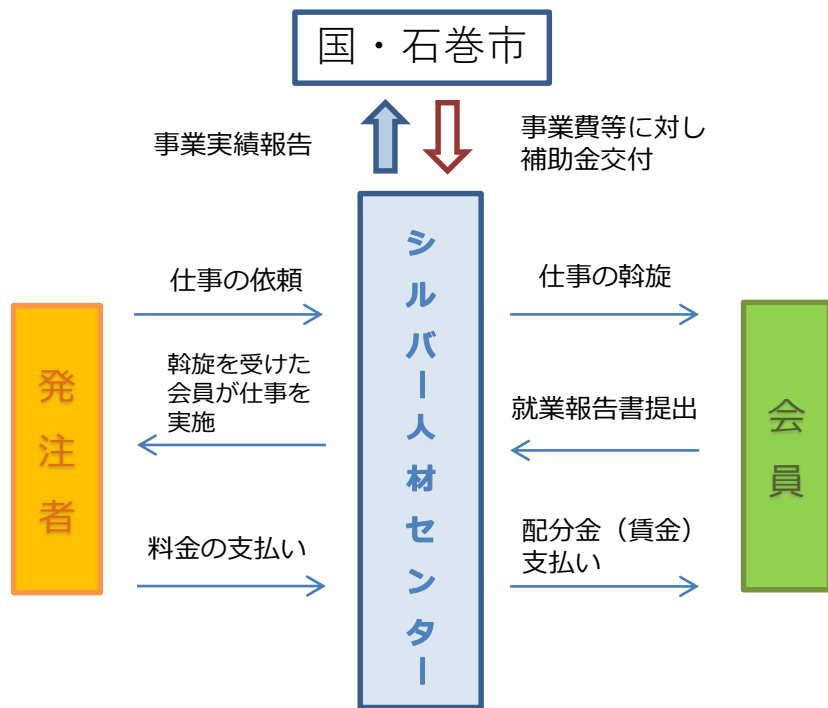 国・石巻市
事業実績報告
事業費等に対し
補助金交付
シルバー人材センター
仕事の依頼
仕事の斡旋
発注者
斡旋を受けた
会員が仕事を
実施
就業報告書提出
会員
料金の支払い
配分金（賃金）
支払い